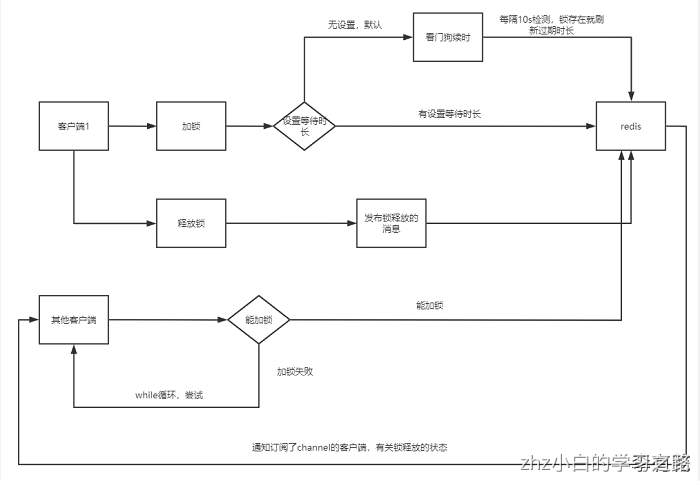 无设置，默认
看门狗续时
每隔10s检测，锁存在就刷
新过期时长
客户端1
加锁
设置等待时
长
有设置等待时长
redis
释放锁
发布锁释放的
消息
其他客户端
能加锁
能加锁
加锁失败
while循环，尝试
通知订阅了channel的客户端，有关锁释放的状态
zhz小白的学习之路